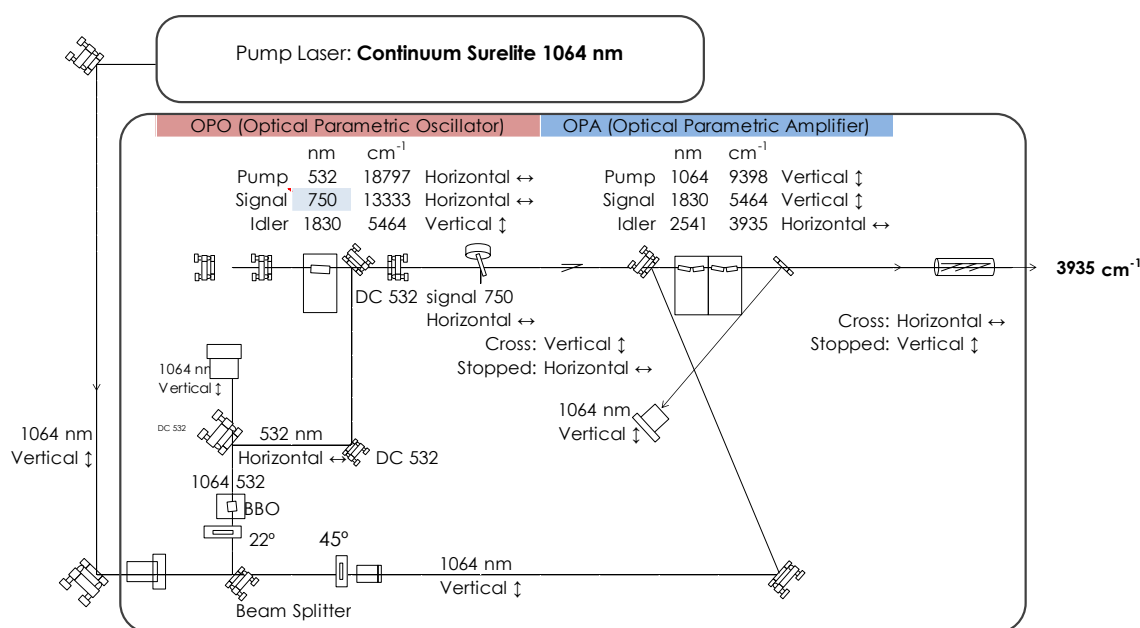 Pump Laser: Continuum Surelite 1064 nm
OPO (Optical Parametric Oscillator) OPA (Optical Parametric Amplifier)
nm cm-1 nm cm-1
Pump 532 18797 Horizontal ↔ Pump 1064 9398 Vertical ↕
Signal 750 13333 Horizontal ↔ Signal 1830 5464 Vertical ↕
Idler 1830 5464 Vertical ↕ Idler 2541 3935 Horizontal ↔
3935 cm-1
DC 532 signal 750
Horizontal ↔
Cross: Vertical ↕
Stopped: Horizontal ↔
Cross: Horizontal ↔
Stopped: Vertical ↕
1064 nm
Vertical ↕
1064 nm
Vertical ↕
DC 532
1064 nm
Vertical ↕
532 nm
Horizontal ↔
DC 532
1064 532
BBO
22º
45º
1064 nm
Vertical ↕
Beam Splitter